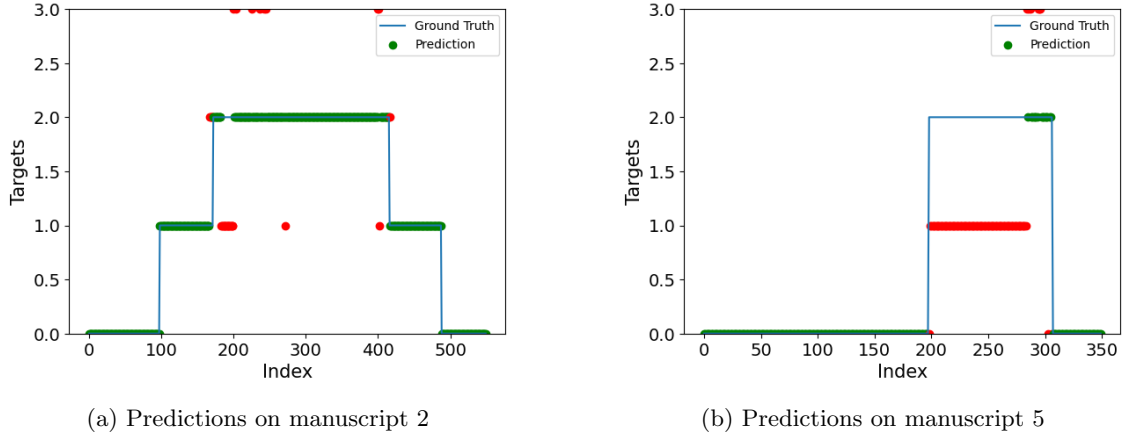 3.0
2.5
2.0
1.5
1.0
0.5
0.0
Targets
0 100 200 300 400 500
Index
Ground Truth
Prediction
(a) Predictions on manuscript 2
3.0
2.5
2.0
1.5
1.0
0.5
0.0
Targets
0 50 100 150 200 250 300 350
Index
Ground Truth
Prediction
(b) Predictions on manuscript 5